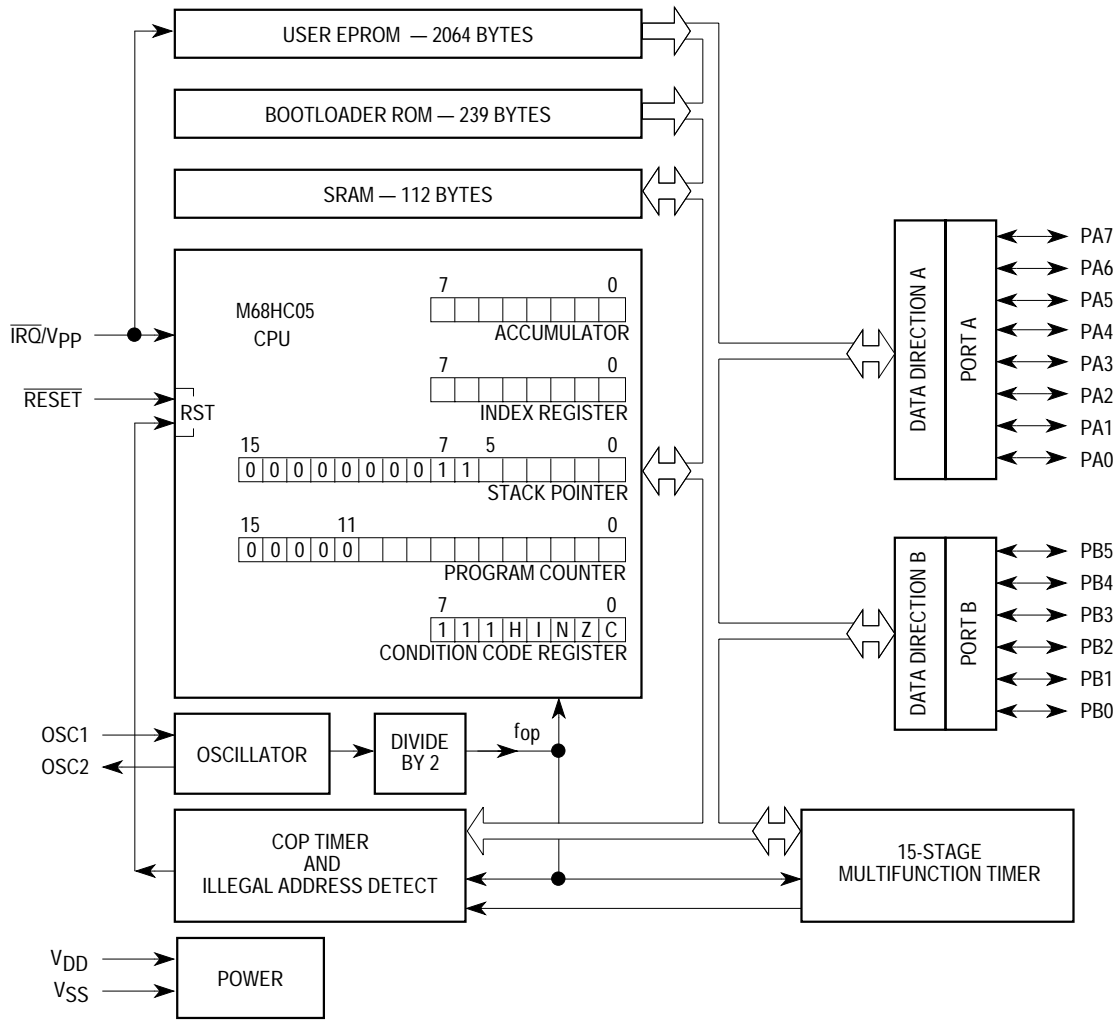 USER EPROM — 2064 BYTES
BOOTLOADER ROM — 239 BYTES
SRAM — 112 BYTES
M68HC05
CPU
7 0
ACCUMULATOR
7 0
INDEX REGISTER
15 7 5 0
0 0 0 0 0 0 0 0 1 1
STACK POINTER
15 11 0
0 0 0 0 0
PROGRAM COUNTER
7 0
1 1 1 H I N Z C
CONDITION CODE REGISTER
IRQ/VPP
RESET
RST
OSC1
OSC2
OSCILLATOR
DIVIDE
BY 2
fop
COP TIMER
AND
ILLEGAL ADDRESS DETECT
15-STAGE
MULTIFUNCTION TIMER
VDD
VSS
POWER
DATA DIRECTION A
PORT A
PA7
PA6
PA5
PA4
PA3
PA2
PA1
PA0
DATA DIRECTION B
PORT B
PB5
PB4
PB3
PB2
PB1
PB0